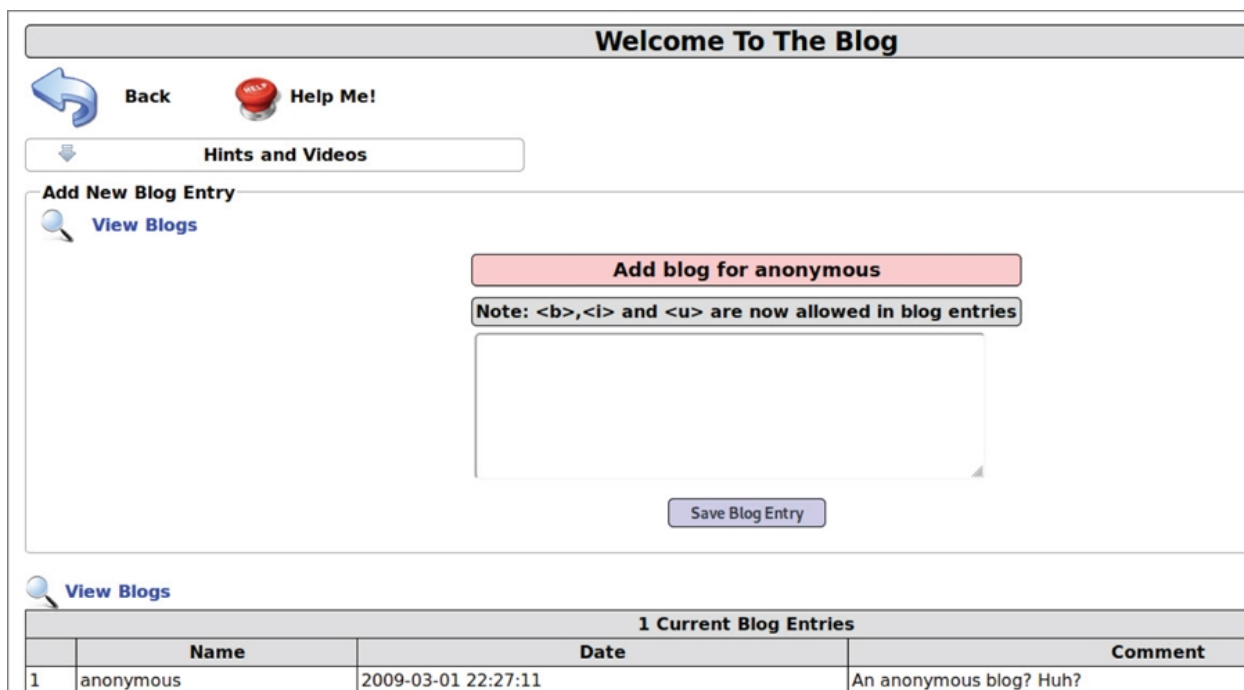 Welcome To The Blog
Back
HELP
Help Me!
Hints and Videos
Add New Blog Entry
View Blogs
Add blog for anonymous
Note: <b>,<i> and <u> are now allowed in blog entries
Save Blog Entry
View Blogs
1 Current Blog Entries
Name Date Comment
1 anonymous 2009-03-01 22:27:11 An anonymous blog? Huh?